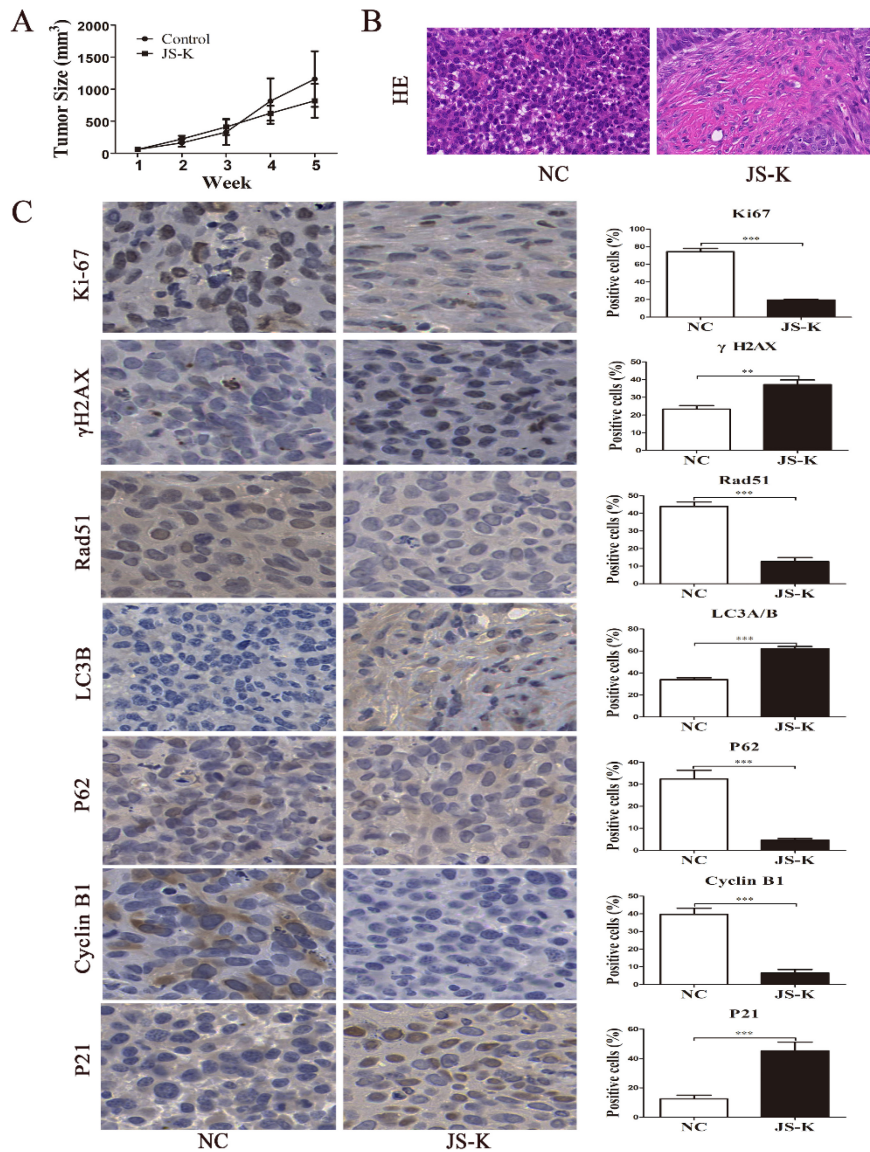 A
Tumor Size (mm³)
2000
1500
1000
500
0
Control
JS-K
1 2 3 4 5
Week
B
HE
NC JS-K
C
Ki-67
Ki67
Positive cells (%)
100
80
60
40
20
0
***
NC JS-K
γH2AX
γ H2AX
Positive cells (%)
50
40
30
20
10
0
**
NC JS-K
Rad51
Rad51
Positive cells (%)
50
40
30
20
10
0
***
NC JS-K
LC3B
LC3A/B
Positive cells (%)
80
60
40
20
0
***
NC JS-K
P62
P62
Positive cells (%)
40
30
20
10
0
***
NC JS-K
Cyclin B1
Cyclin B1
Positive cells (%)
50
40
30
20
10
0
***
NC JS-K
P21
P21
Positive cells (%)
60
40
20
0
***
NC JS-K
NC JS-K